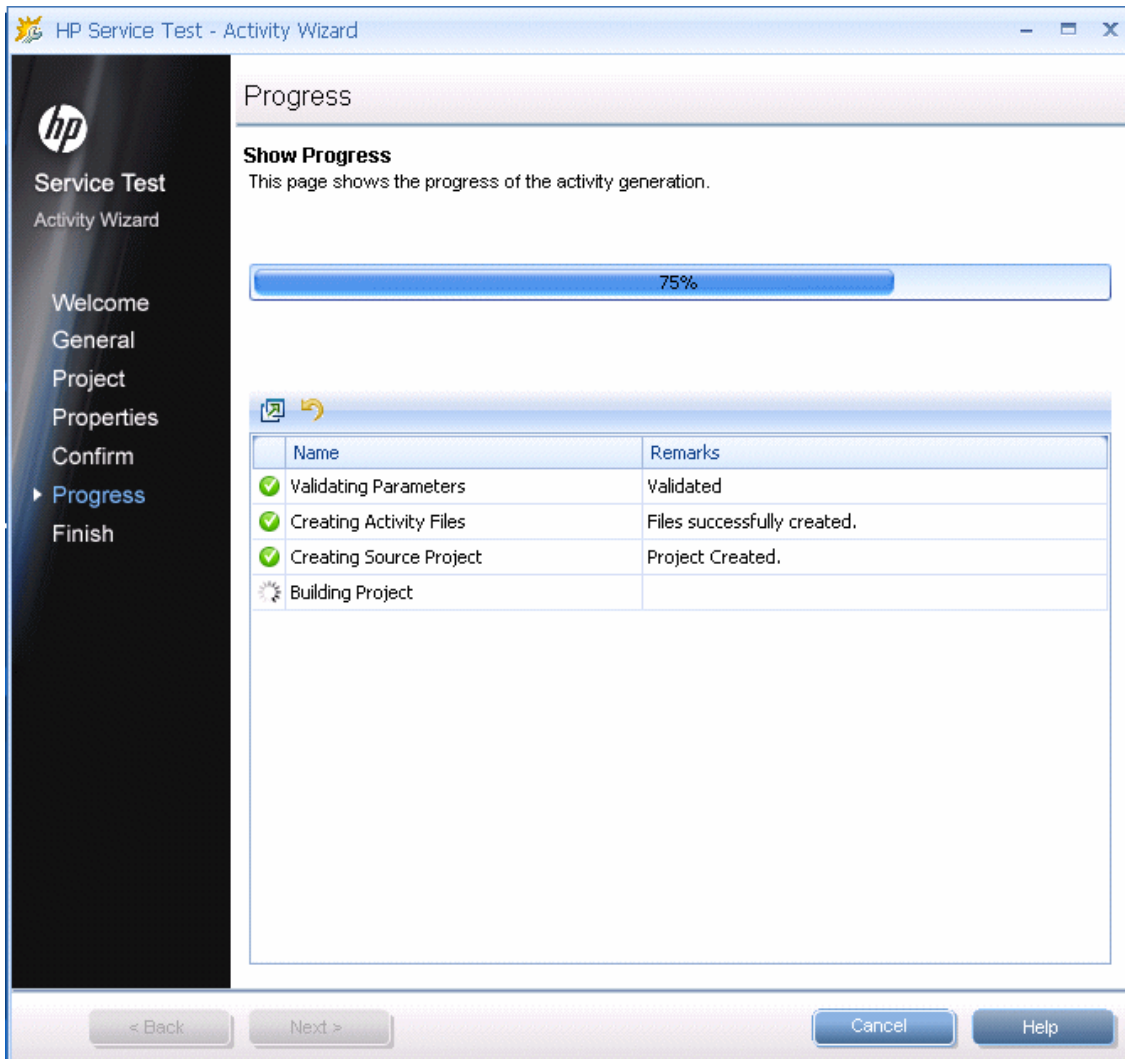 HP Service Test - Activity Wizard
hp
Service Test
Activity Wizard
Welcome
General
Project
Properties
Confirm
Progress
Finish
Progress
Show Progress
This page shows the progress of the activity generation.
75%
Name Remarks
Validating Parameters Validated
Creating Activity Files Files successfully created.
Creating Source Project Project Created.
Building Project
< Back Next > Cancel Help